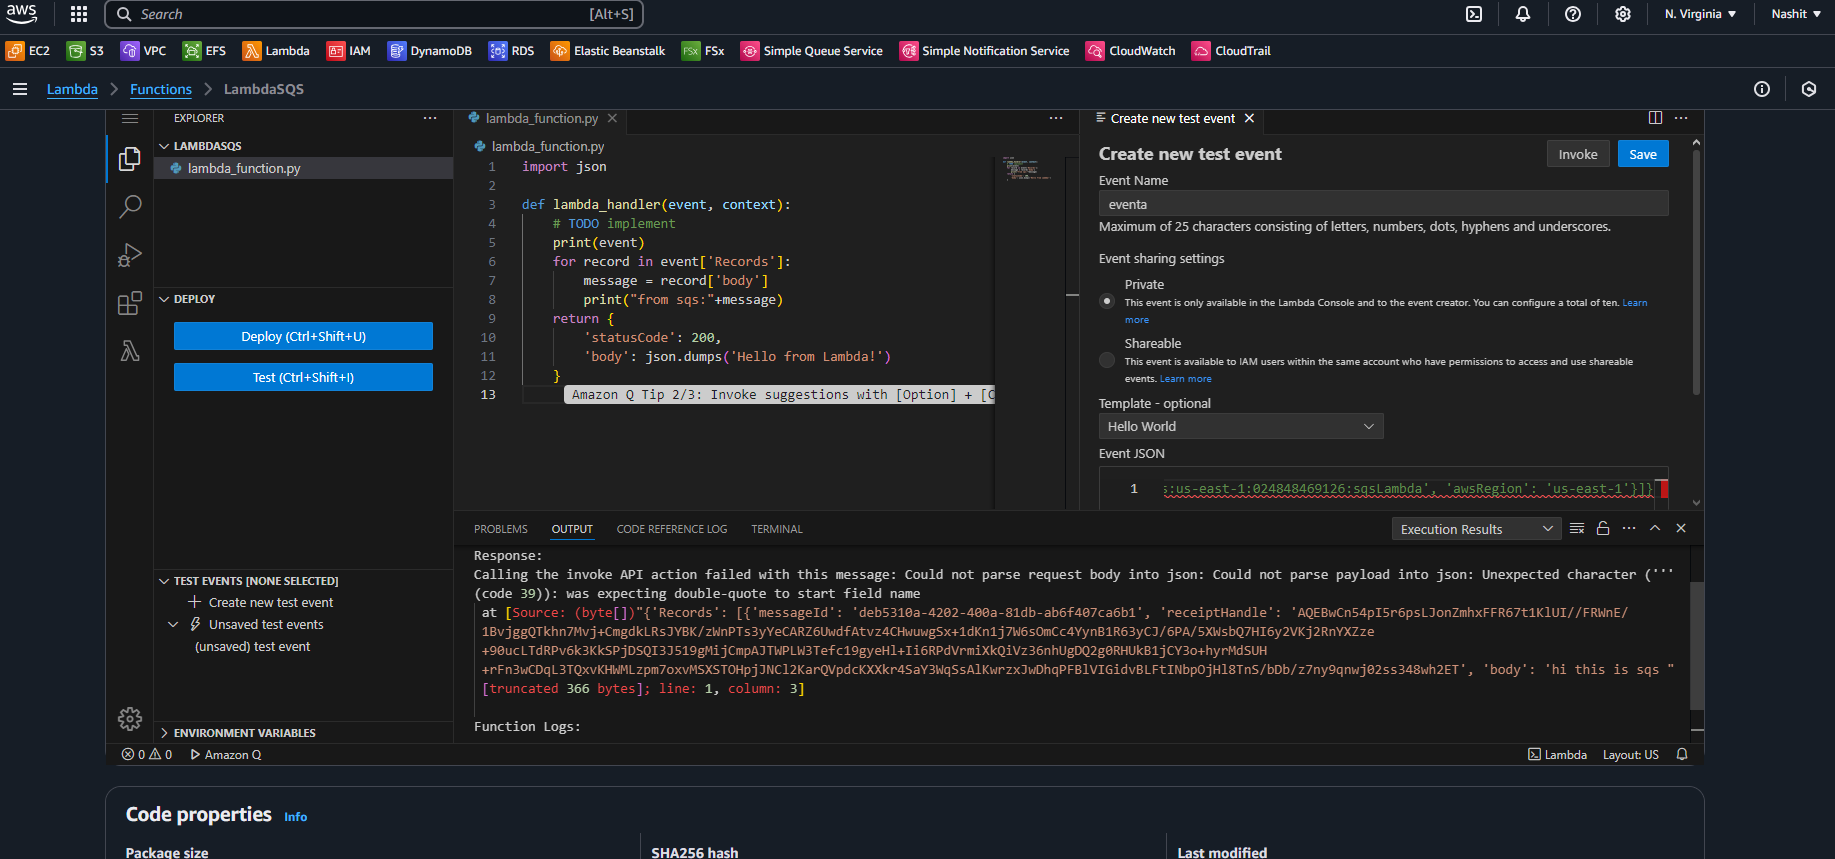 aws
Search
[Alt+S]
N. Virginia
Nashit
EC2
S3
VPC
EFS
Lambda
IAM
DynamoDB
RDS
Elastic Beanstalk
FSx
FSx
Simple Queue Service
Simple Notification Service
CloudWatch
CloudTrail
Lambda
Functions
LambdaSQS
EXPLORER
LAMBDASQS
lambda_function.py
DEPLOY
Deploy (Ctrl+Shift+U)
Test (Ctrl+Shift+I)
TEST EVENTS [NONE SELECTED]
Create new test event
Unsaved test events
(unsaved) test event
ENVIRONMENT VARIABLES
lambda_function.py
lambda_function.py
1 import json
2
3 def lambda_handler(event, context):
4 # TODO implement
5 print(event)
6 for record in event['Records']:
7 message = record['body']
8 print("from sqs:"+message)
9 return {
10 'statusCode': 200,
11 'body': json.dumps('Hello from Lambda!')
12 }
13 Amazon Q Tip 2/3: Invoke suggestions with [Option] + [C
Create new test event
Create new test event
Invoke
Save
Event Name
eventa
Maximum of 25 characters consisting of letters, numbers, dots, hyphens and underscores.
Event sharing settings
Private
This event is only available in the Lambda Console and to the event creator. You can configure a total of ten. Learn
more
Shareable
This event is available to IAM users within the same account who have permissions to access and use shareable
events. Learn more
Template - optional
Hello World
Event JSON
1 s:us-east-1:024848469126:sqsLambda', 'awsRegion': 'us-east-1'}]}
PROBLEMS
OUTPUT
CODE REFERENCE LOG
TERMINAL
Execution Results
Response:
Calling the invoke API action failed with this message: Could not parse request body into json: Could not parse payload into json: Unexpected character ('''
(code 39)): was expecting double-quote to start field name
at [Source: (byte[])"{'Records': [{'messageId': 'deb5310a-4202-400a-81db-ab6f407ca6b1', 'receiptHandle': 'AQEBwCn54pI5r6psLJonZmhxFFR67t1KlUI//FRWnE/
1BvjggQTkhn7Mvj+CmgdkLRsJYBK/zWnPTs3yYeCARZ6UwdfAtvz4CHwuwgSx+1dKn1j7W6sOmCc4YynB1R63yCJ/6PA/5XWsbQ7HI6y2VKj2RnYXZze
+90ucLTdRPv6k3KkSPjDSQI3J519gMijCmpAJTWPLW3Tefc19gyeHl+Ii6RPdVrmiXkQiVz36nhUgDQ2g0RHUkB1jCY3o+hyrMdSUH
+rFn3wCDqL3TQxvKHWMLzpm7oxvMSXSTOHpjJNCl2KarQVpdcKXXkr4SaY3WqSsAlKwrzxJwDhqPFBlVIGidvBLFtINbpOjHl8TnS/bDb/z7ny9qnwj02ss348wh2ET', 'body': 'hi this is sqs "
[truncated 366 bytes]; line: 1, column: 3]
Function Logs:
0
0
Amazon Q
Lambda
Layout: US
Code properties
Info
Package size
SHA256 hash
Last modified